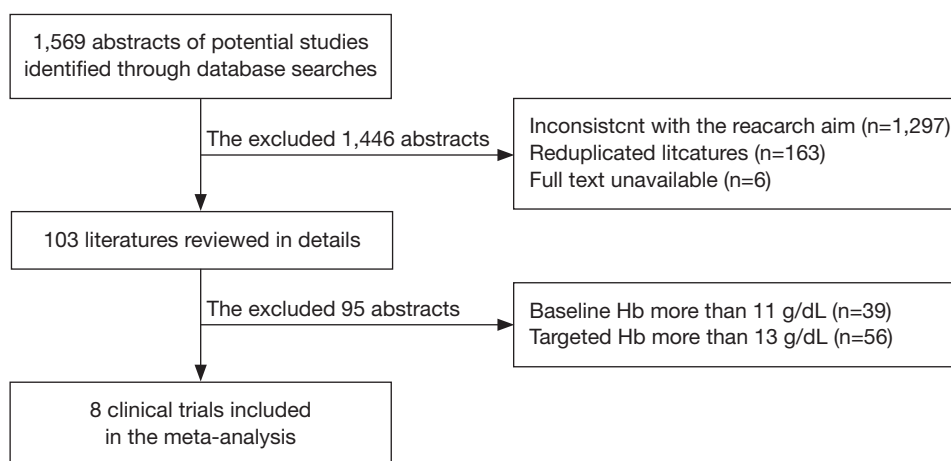 1,569 abstracts of potential studies
identified through database searches
The excluded 1,446 abstracts
Inconsistcnt with the reacarch aim (n=1,297)
Reduplicated litcatures (n=163)
Full text unavailable (n=6)
103 literatures reviewed in details
The excluded 95 abstracts
Baseline Hb more than 11 g/dL (n=39)
Targeted Hb more than 13 g/dL (n=56)
8 clinical trials included
in the meta-analysis